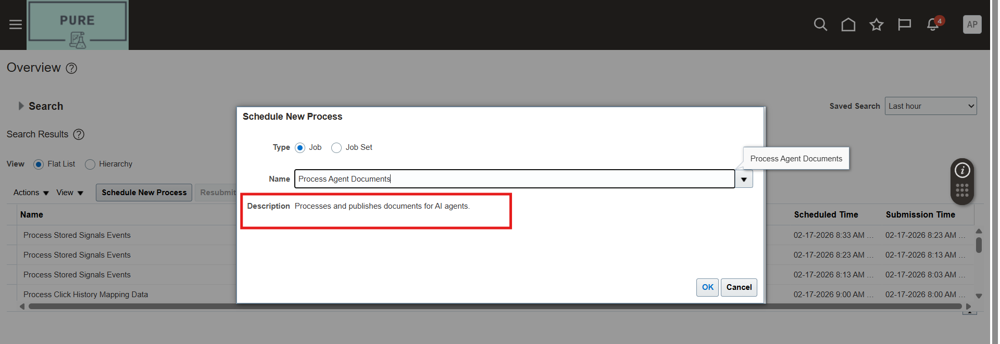 PURE
4
AP
Overview ?
Search
Saved Search Last hour
Search Results ?
View Flat List Hierarchy
Actions View Schedule New Process Resubmit
Name Scheduled Time Submission Time
Process Stored Signals Events 02-17-2026 8:33 AM ... 02-17-2026 8:23 AM ...
Process Stored Signals Events 02-17-2026 8:23 AM ... 02-17-2026 8:13 AM ...
Process Stored Signals Events 02-17-2026 8:13 AM ... 02-17-2026 8:03 AM ...
Process Click History Mapping Data 02-17-2026 9:00 AM ... 02-17-2026 8:00 AM ...
Schedule New Process
Type Job Job Set
Process Agent Documents
Name Process Agent Documents
Description Processes and publishes documents for AI agents.
OK Cancel
i